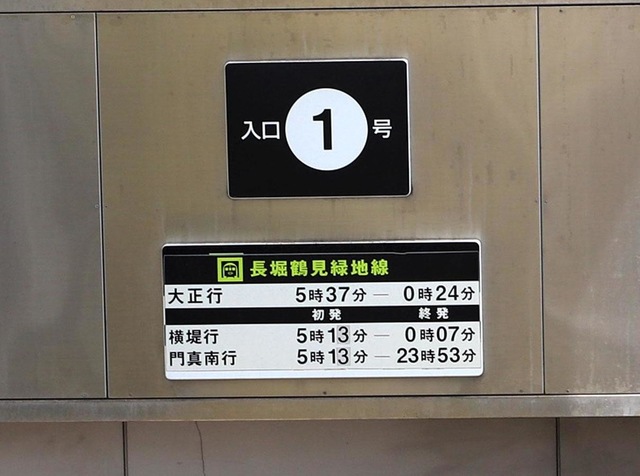 入口 1 号
長堀鶴見緑地線
大正行 5時37分 — 0時24分
初発 終発
横堤行 5時13分 — 0時07分
門真南行 5時13分 — 23時53分